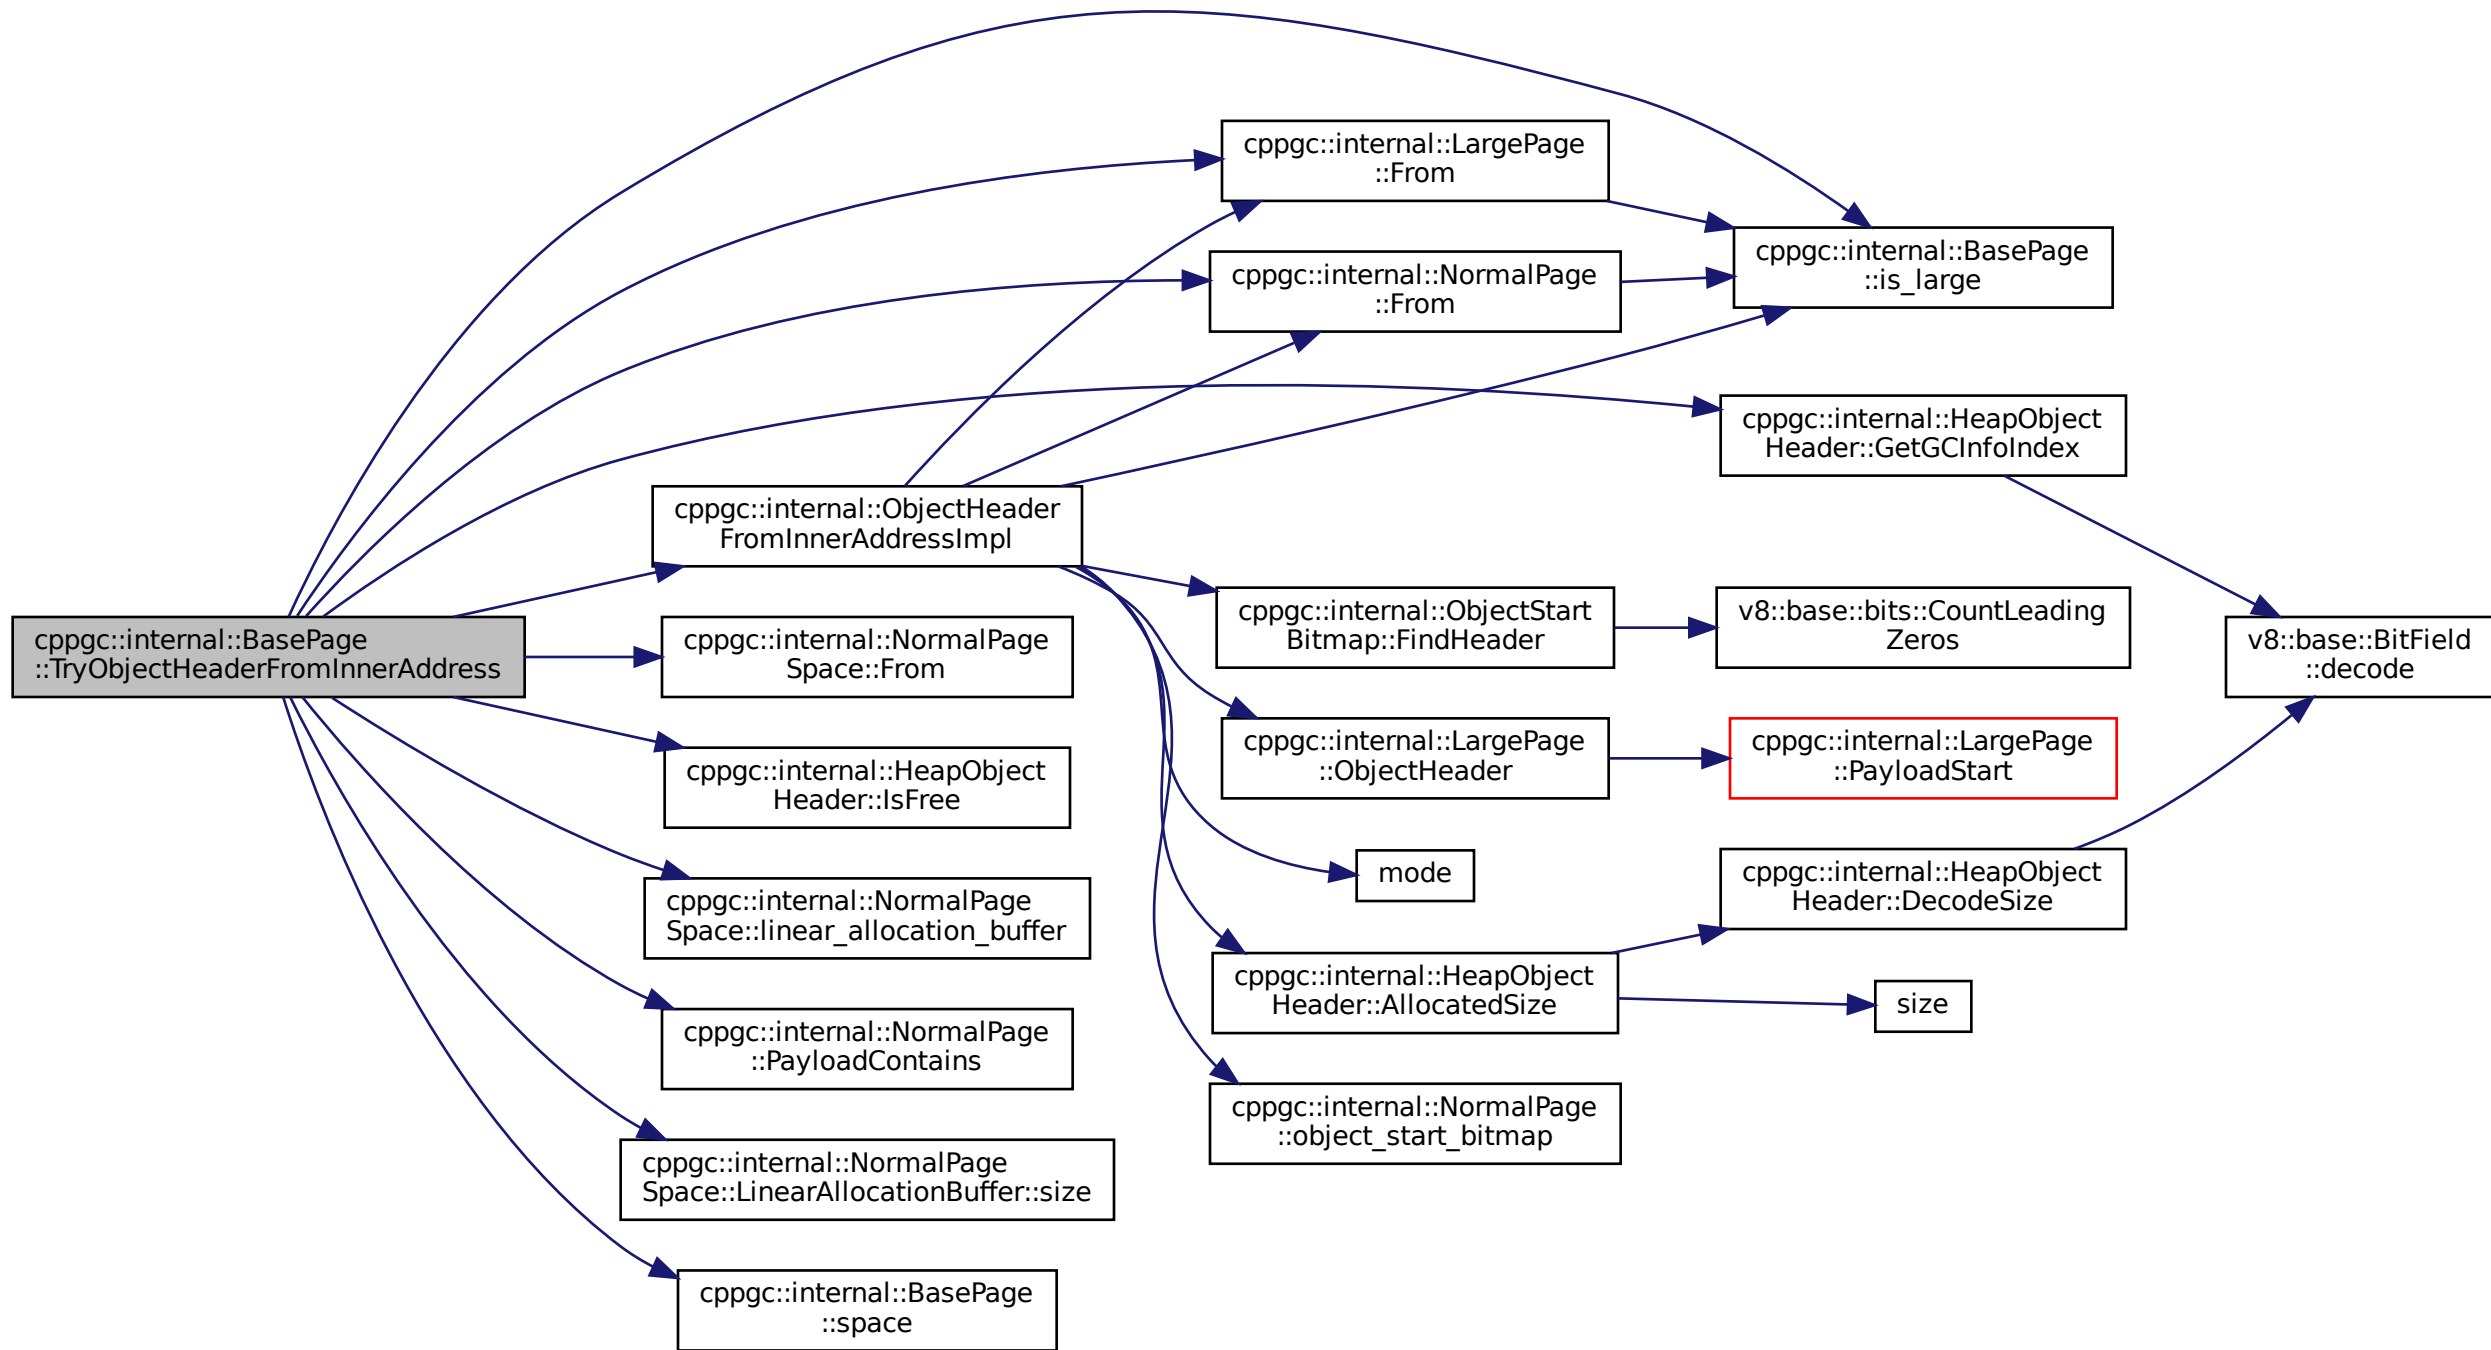 cppgc::internal::BasePage
::TryObjectHeaderFromInnerAddress
cppgc::internal::ObjectHeader
FromInnerAddressImpl
cppgc::internal::NormalPage
Space::From
cppgc::internal::HeapObject
Header::IsFree
cppgc::internal::NormalPage
Space::linear_allocation_buffer
cppgc::internal::NormalPage
::PayloadContains
cppgc::internal::NormalPage
Space::LinearAllocationBuffer::size
cppgc::internal::BasePage
::space
cppgc::internal::LargePage
::From
cppgc::internal::NormalPage
::From
cppgc::internal::ObjectStart
Bitmap::FindHeader
cppgc::internal::LargePage
::ObjectHeader
mode
cppgc::internal::HeapObject
Header::AllocatedSize
cppgc::internal::NormalPage
::object_start_bitmap
cppgc::internal::BasePage
::is_large
cppgc::internal::HeapObject
Header::GetGCInfoIndex
v8::base::bits::CountLeading
Zeros
cppgc::internal::LargePage
::PayloadStart
cppgc::internal::HeapObject
Header::DecodeSize
size
v8::base::BitField
::decode